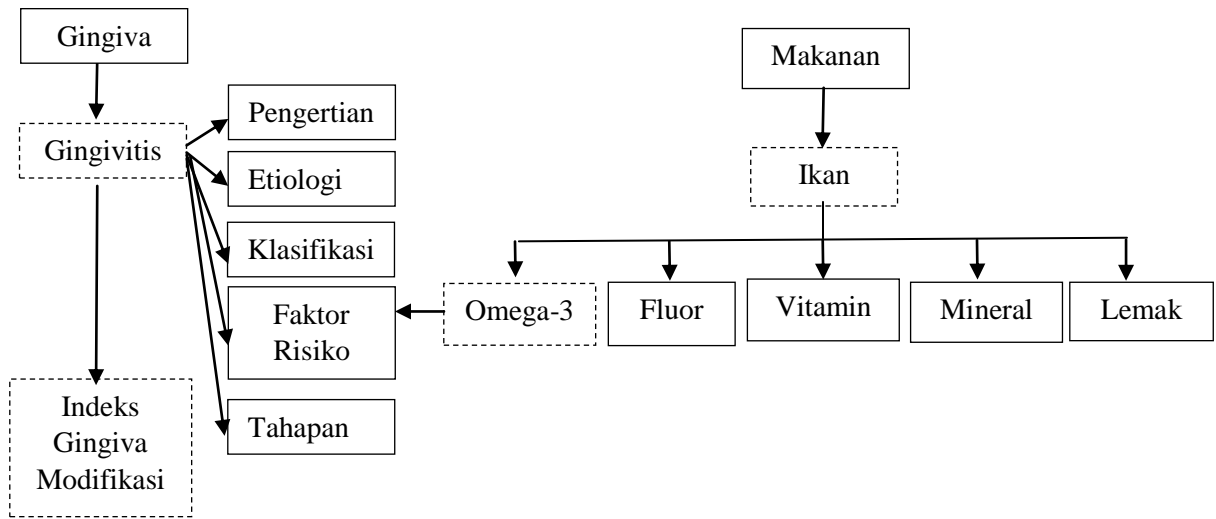 Gingiva
Makanan
Pengertian
Gingivitis
Ikan
Etiologi
Klasifikasi
Omega-3
Fluor
Vitamin
Mineral
Lemak
Faktor
Risiko
Indeks
Gingiva
Modifikasi
Tahapan